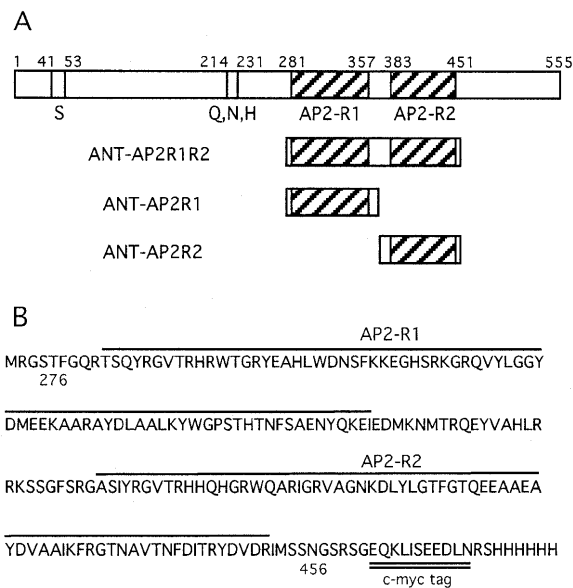 A
1 41 53 214 231 281 357 383 451 555
S Q,N,H AP2-R1 AP2-R2
ANT-AP2R1R2
ANT-AP2R1
ANT-AP2R2
B
AP2-R1
MRGSTFGQRTSQYRGVTRHRWTGRYEAHLWDNSFKKEGHSRKGRQVYLGGY
276
DMEEKAARAYDLAALKYWGPSTHTNFSAENYQKEIEDMKNMTRQEYVAHLR
AP2-R2
RKSSGFSRGASIYRGVTRHHQHGRWQARIGRVAGNKDLYLGTFGTQEEAAEA
YDVAAIKFRGTNAVTNFDITRYDVDRIMSSNGSRSGEQKLISEEDLNRSHHHHHH
456 c-myc tag